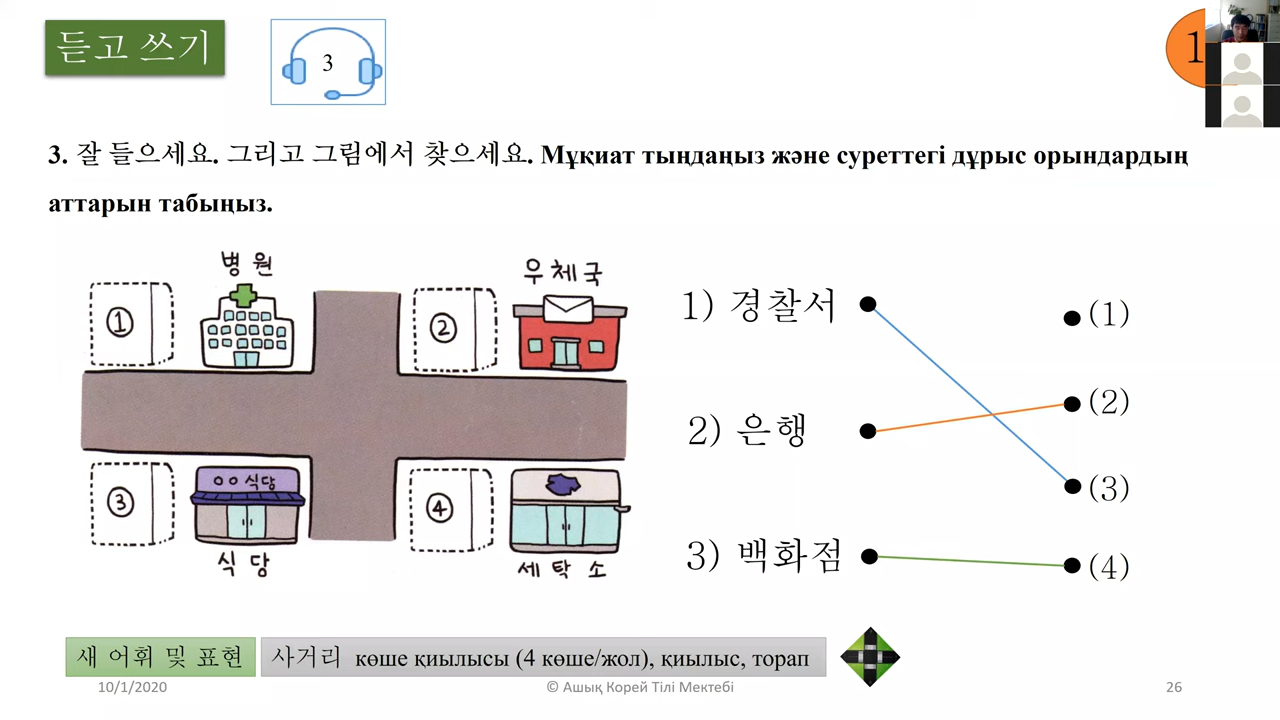 듣고 쓰기
3
1
3. 잘 들으세요. 그리고 그림에서 찾으세요. Мұқиат тыңдаңыз және суреттегі дұрыс орындардың
аттарын табыңыз.
병원
우체국
①
②
1) 경찰서
(1)
2) 은행
(2)
③
○○식당
④
(3)
식당
세탁소
3) 백화점
(4)
새 어휘 및 표현
사거리 көше қиылысы (4 көше/жол), қиылыс, торап
10/1/2020
© Ашық Корей Тілі Мектебі
26